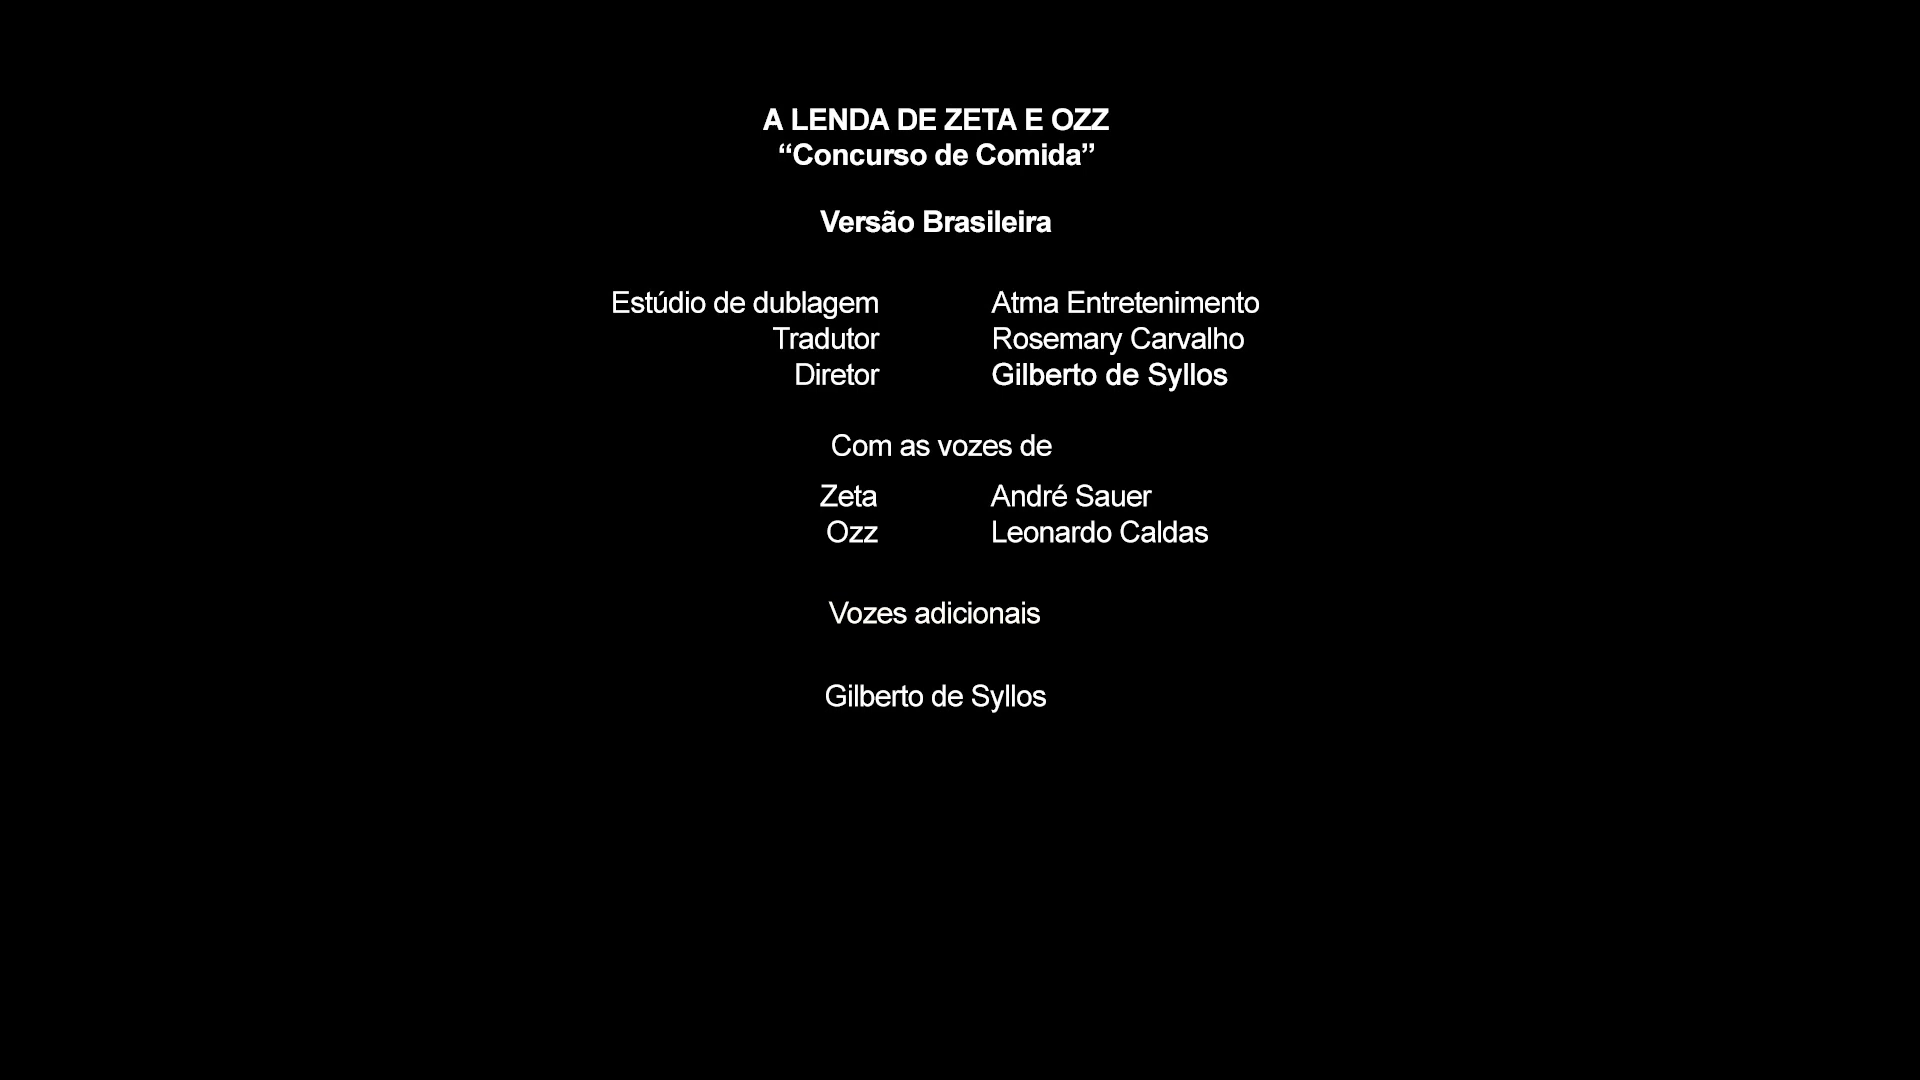 A LENDA DE ZETA E OZZ
“Concurso de Comida”
Versão Brasileira
Estúdio de dublagem Atma Entretenimento
Tradutor Rosemary Carvalho
Diretor Gilberto de Syllos
Com as vozes de
Zeta André Sauer
Ozz Leonardo Caldas
Vozes adicionais
Gilberto de Syllos